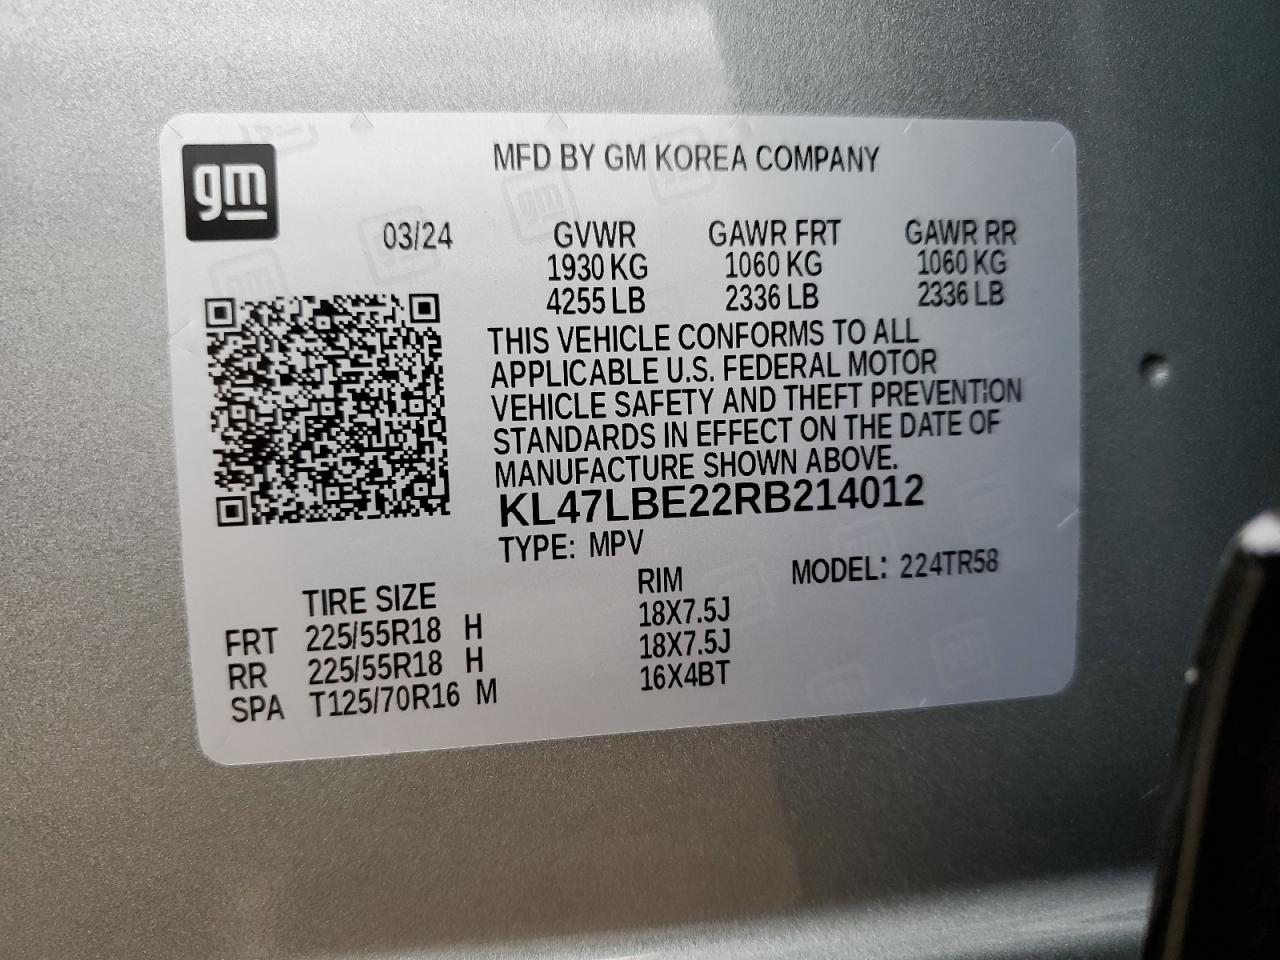 gm
MFD BY GM KOREA COMPANY
03/24 GVWR GAWR FRT GAWR RR
1930 KG 1060 KG 1060 KG
4255 LB 2336 LB 2336 LB
THIS VEHICLE CONFORMS TO ALL
APPLICABLE U.S. FEDERAL MOTOR
VEHICLE SAFETY AND THEFT PREVENTION
STANDARDS IN EFFECT ON THE DATE OF
MANUFACTURE SHOWN ABOVE.
KL47LBE22RB214012
TYPE: MPV MODEL: 224TR58
TIRE SIZE RIM
FRT 225/55R18 H 18X7.5J
RR 225/55R18 H 18X7.5J
SPA T125/70R16 M 16X4BT